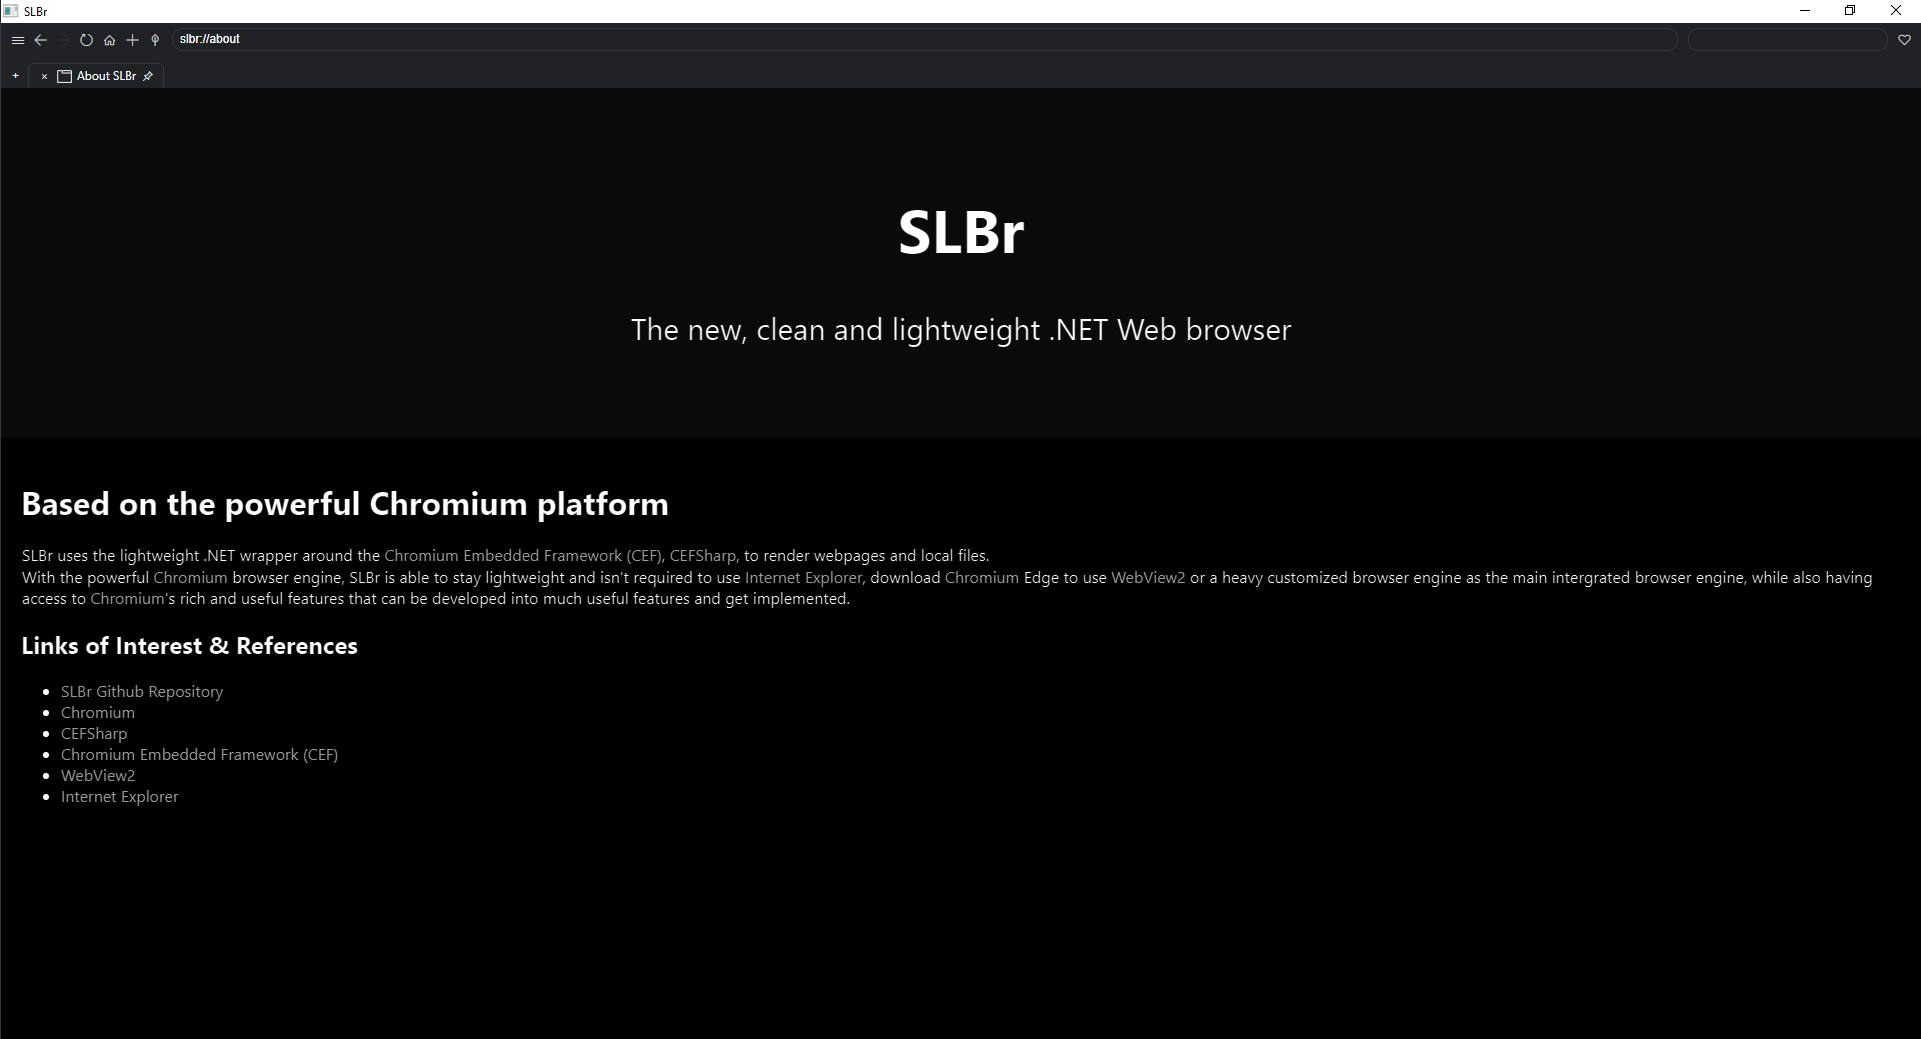 SLBr
slbr://about
About SLBr
SLBr
The new, clean and lightweight .NET Web browser
Based on the powerful Chromium platform
SLBr uses the lightweight .NET wrapper around the Chromium Embedded Framework (CEF), CEFSharp, to render webpages and local files.
With the powerful Chromium browser engine, SLBr is able to stay lightweight and isn't required to use Internet Explorer, download Chromium Edge to use WebView2 or a heavy customized browser engine as the main intergrated browser engine, while also having
access to Chromium's rich and useful features that can be developed into much useful features and get implemented.
Links of Interest & References
SLBr Github Repository
Chromium
CEFSharp
Chromium Embedded Framework (CEF)
WebView2
Internet Explorer